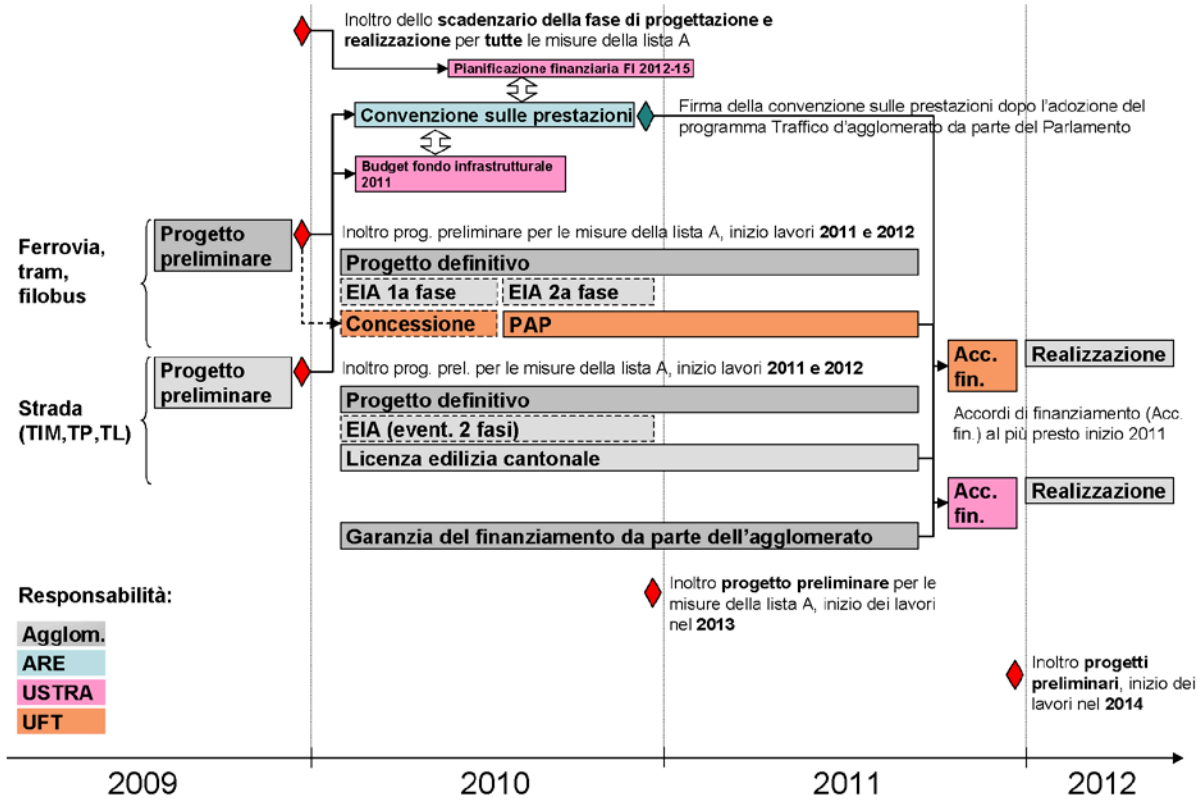 Inoltro dello scadenzario della fase di progettazione e
realizzazione per tutte le misure della lista A
Pianificazione finanziaria FI 2012-15
Convenzione sulle prestazioni
Firma della convenzione sulle prestazioni dopo l'adozione del
programma Traffico d'agglomerato da parte del Parlamento
Budget fondo infrastrutturale
2011
Ferrovia,
tram,
filobus
Progetto
preliminare
Inoltro prog. preliminare per le misure della lista A, inizio lavori 2011 e 2012
Progetto definitivo
EIA 1a fase
EIA 2a fase
Concessione
PAP
Acc.
fin.
Realizzazione
Strada
(TIM,TP,TL)
Progetto
preliminare
Inoltro prog. prel. per le misure della lista A, inizio lavori 2011 e 2012
Progetto definitivo
EIA (event. 2 fasi)
Licenza edilizia cantonale
Accordi di finanziamento (Acc.
fin.) al più presto inizio 2011
Acc.
fin.
Realizzazione
Garanzia del finanziamento da parte dell'agglomerato
Inoltro progetto preliminare per le
misure della lista A, inizio dei lavori
nel 2013
Inoltro progetti
preliminari, inizio dei
lavori nel 2014
Responsabilità:
Agglom.
ARE
USTRA
UFT
2009
2010
2011
2012